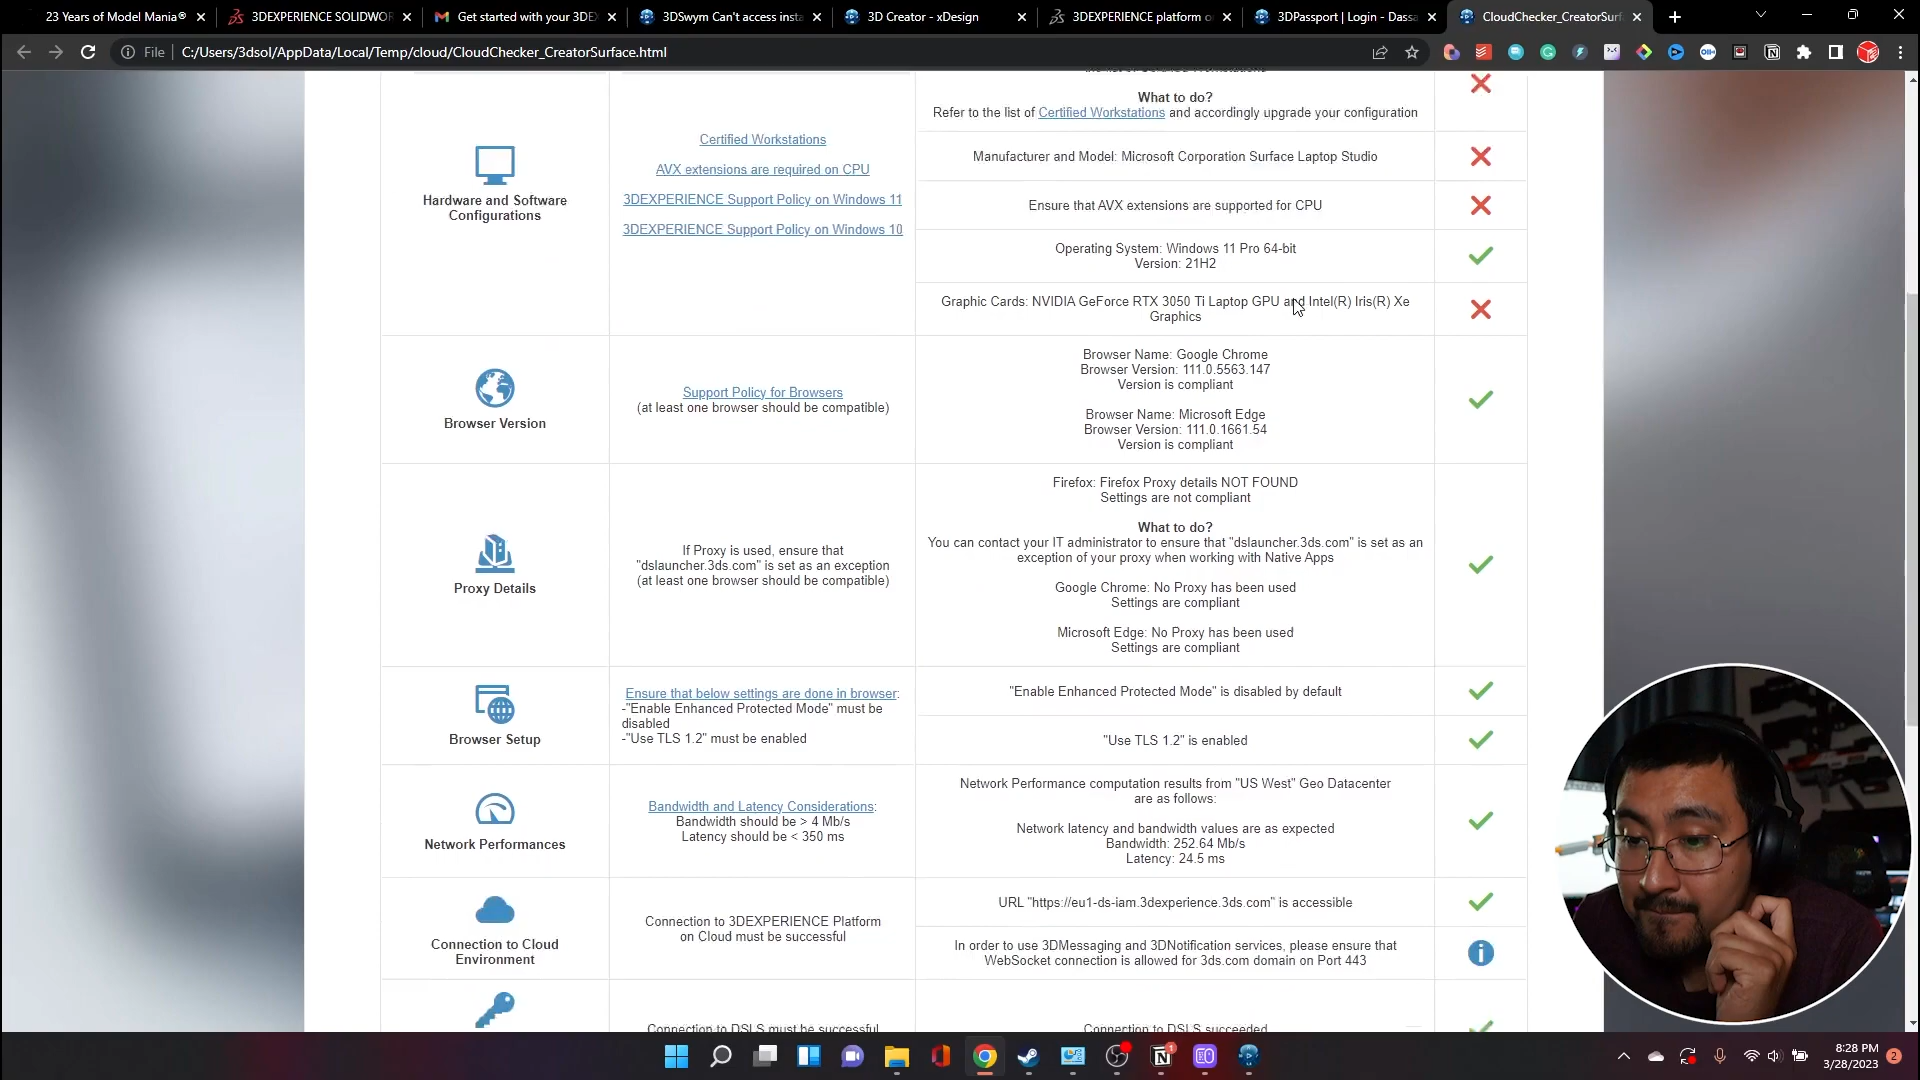 23 Years of Model Mania®
3DEXPERIENCE SOLIDWOR
Get started with your 3DEX
3DSwym Can't access insta
3D Creator - xDesign
3DEXPERIENCE platform o
3DPassport | Login - Dassa
CloudChecker_CreatorSurf
File
C:/Users/3dsol/AppData/Local/Temp/cloud/CloudChecker_CreatorSurface.html
What to do?
Refer to the list of Certified Workstations and accordingly upgrade your configuration
Hardware and Software
Configurations
Certified Workstations
AVX extensions are required on CPU
3DEXPERIENCE Support Policy on Windows 11
3DEXPERIENCE Support Policy on Windows 10
Manufacturer and Model: Microsoft Corporation Surface Laptop Studio
Ensure that AVX extensions are supported for CPU
Operating System: Windows 11 Pro 64-bit
Version: 21H2
Graphic Cards: NVIDIA GeForce RTX 3050 Ti Laptop GPU and Intel(R) Iris(R) Xe
Graphics
Browser Version
Support Policy for Browsers
(at least one browser should be compatible)
Browser Name: Google Chrome
Browser Version: 111.0.5563.147
Version is compliant
Browser Name: Microsoft Edge
Browser Version: 111.0.1661.54
Version is compliant
Proxy Details
If Proxy is used, ensure that
"dslauncher.3ds.com" is set as an exception
(at least one browser should be compatible)
Firefox: Firefox Proxy details NOT FOUND
Settings are not compliant
What to do?
You can contact your IT administrator to ensure that "dslauncher.3ds.com" is set as an
exception of your proxy when working with Native Apps
Google Chrome: No Proxy has been used
Settings are compliant
Microsoft Edge: No Proxy has been used
Settings are compliant
Browser Setup
Ensure that below settings are done in browser:
-"Enable Enhanced Protected Mode" must be
disabled
-"Use TLS 1.2" must be enabled
"Enable Enhanced Protected Mode" is disabled by default
"Use TLS 1.2" is enabled
Network Performances
Bandwidth and Latency Considerations:
Bandwidth should be > 4 Mb/s
Latency should be < 350 ms
Network Performance computation results from "US West" Geo Datacenter
are as follows:
Network latency and bandwidth values are as expected
Bandwidth: 252.64 Mb/s
Latency: 24.5 ms
Connection to Cloud
Environment
Connection to 3DEXPERIENCE Platform
on Cloud must be successful
URL "https://eu1-ds-iam.3dexperience.3ds.com" is accessible
In order to use 3DMessaging and 3DNotification services, please ensure that
WebSocket connection is allowed for 3ds.com domain on Port 443
Connection to DSLS must be successful
Connection to DSLS succeeded
8:28 PM
3/28/2023
2